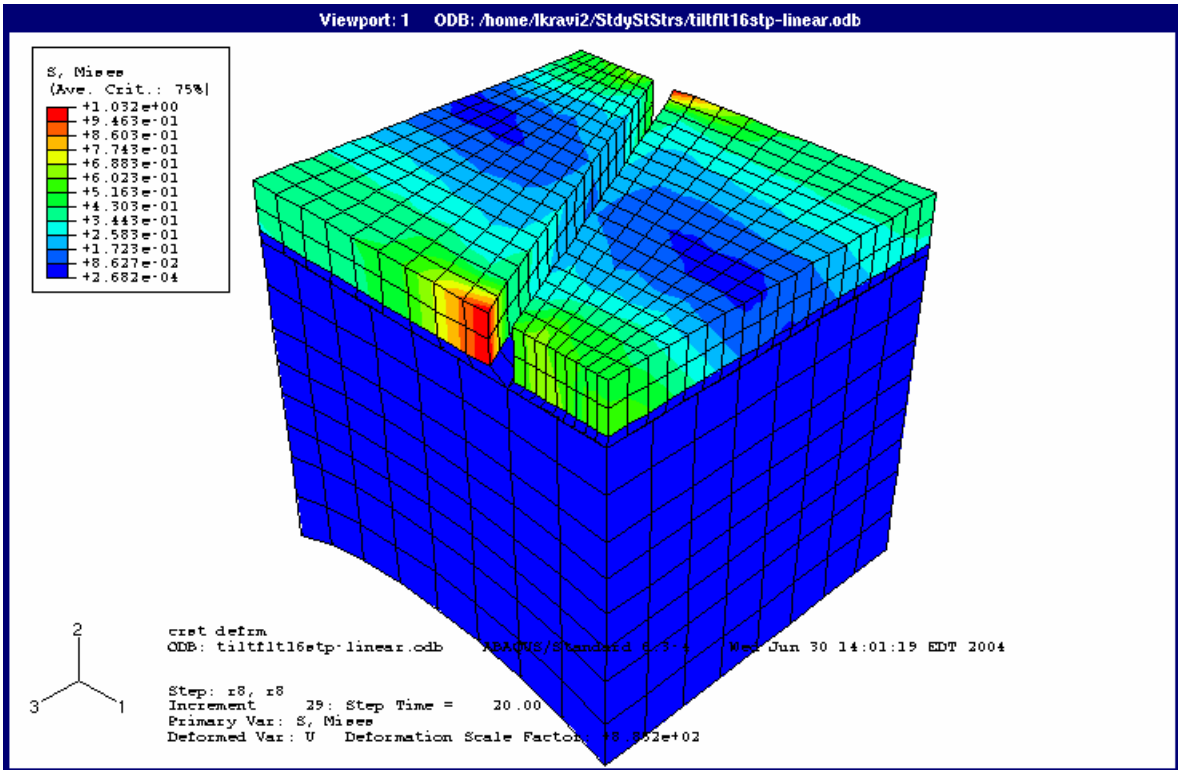 Viewport: 1 ODB: /home/lkravi2/StdyStStrs/tiltflt16stp-linear.odb
S, Mises
(Ave. Crit.: 75%)
+1.032e+00
+9.463e-01
+8.603e-01
+7.743e-01
+6.883e-01
+6.023e-01
+5.163e-01
+4.303e-01
+3.443e-01
+2.583e-01
+1.723e-01
+8.627e-02
+2.682e-04
2
3
1
crst defrm
ODB: tiltflt16stp-linear.odb ABAQUS/Standard 6.3-4 Wed Jun 30 14:01:19 EDT 2004
Step: r8, r8
Increment 29: Step Time = 20.00
Primary Var: S, Mises
Deformed Var: U Deformation Scale Factor: